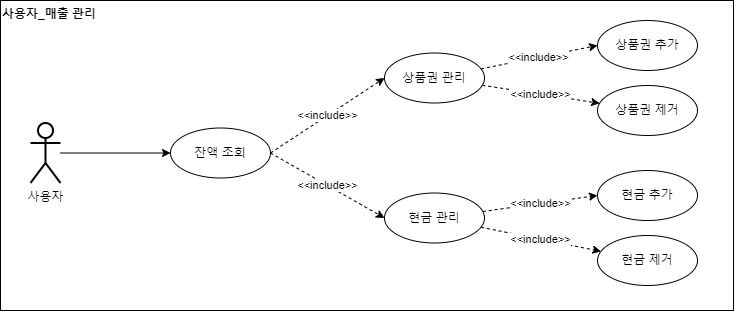 사용자_매출 관리
상품권 추가
<<include>>
상품권 관리
<<include>>
상품권 제거
<<include>>
잔액 조회
사용자
<<include>>
현금 추가
<<include>>
현금 관리
<<include>>
현금 제거